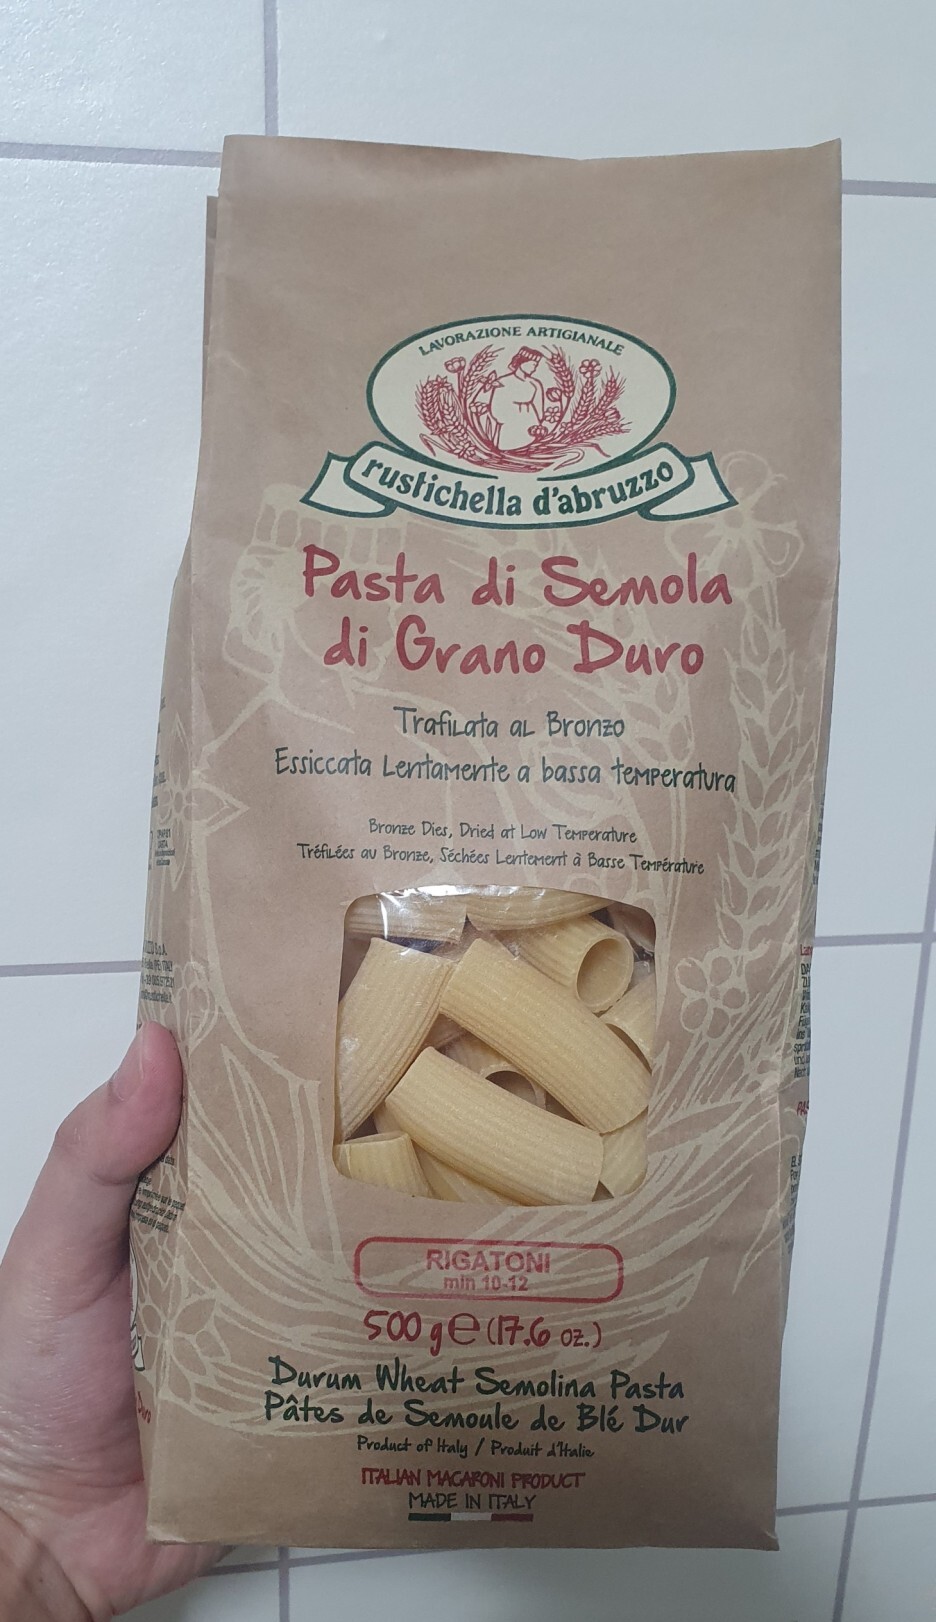 LAVORAZIONE ARTIGIANALE
rustichella d'abruzzo
Pasta di Semola
di Grano Duro
Trafilata al Bronzo
Essiccata Lentamente a bassa temperatura
Bronze Dies, Dried at Low Temperature
Tréfilées au Bronze, Séchées Lentement à Basse Température
RIGATONI
min 10-12
500 g e (17.6 oz.)
Durum Wheat Semolina Pasta
Pâtes de Semoule de Blé Dur
Product of Italy / Produit d'Italie
ITALIAN MACARONI PRODUCT
MADE IN ITALY